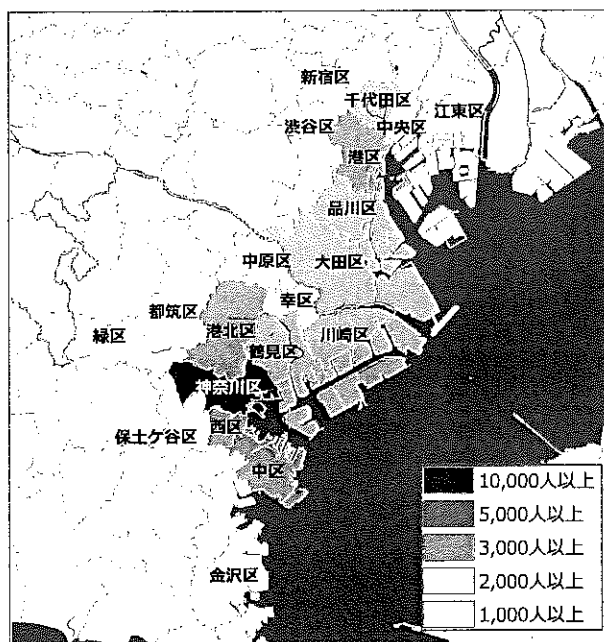 新宿区
千代田区
江東区
渋谷区
中央区
港区
品川区
中原区
大田区
幸区
都筑区
港北区
川崎区
緑区
鶴見区
神奈川区
保土ケ谷区
西区
中区
金沢区
10,000人以上
5,000人以上
3,000人以上
2,000人以上
1,000人以上